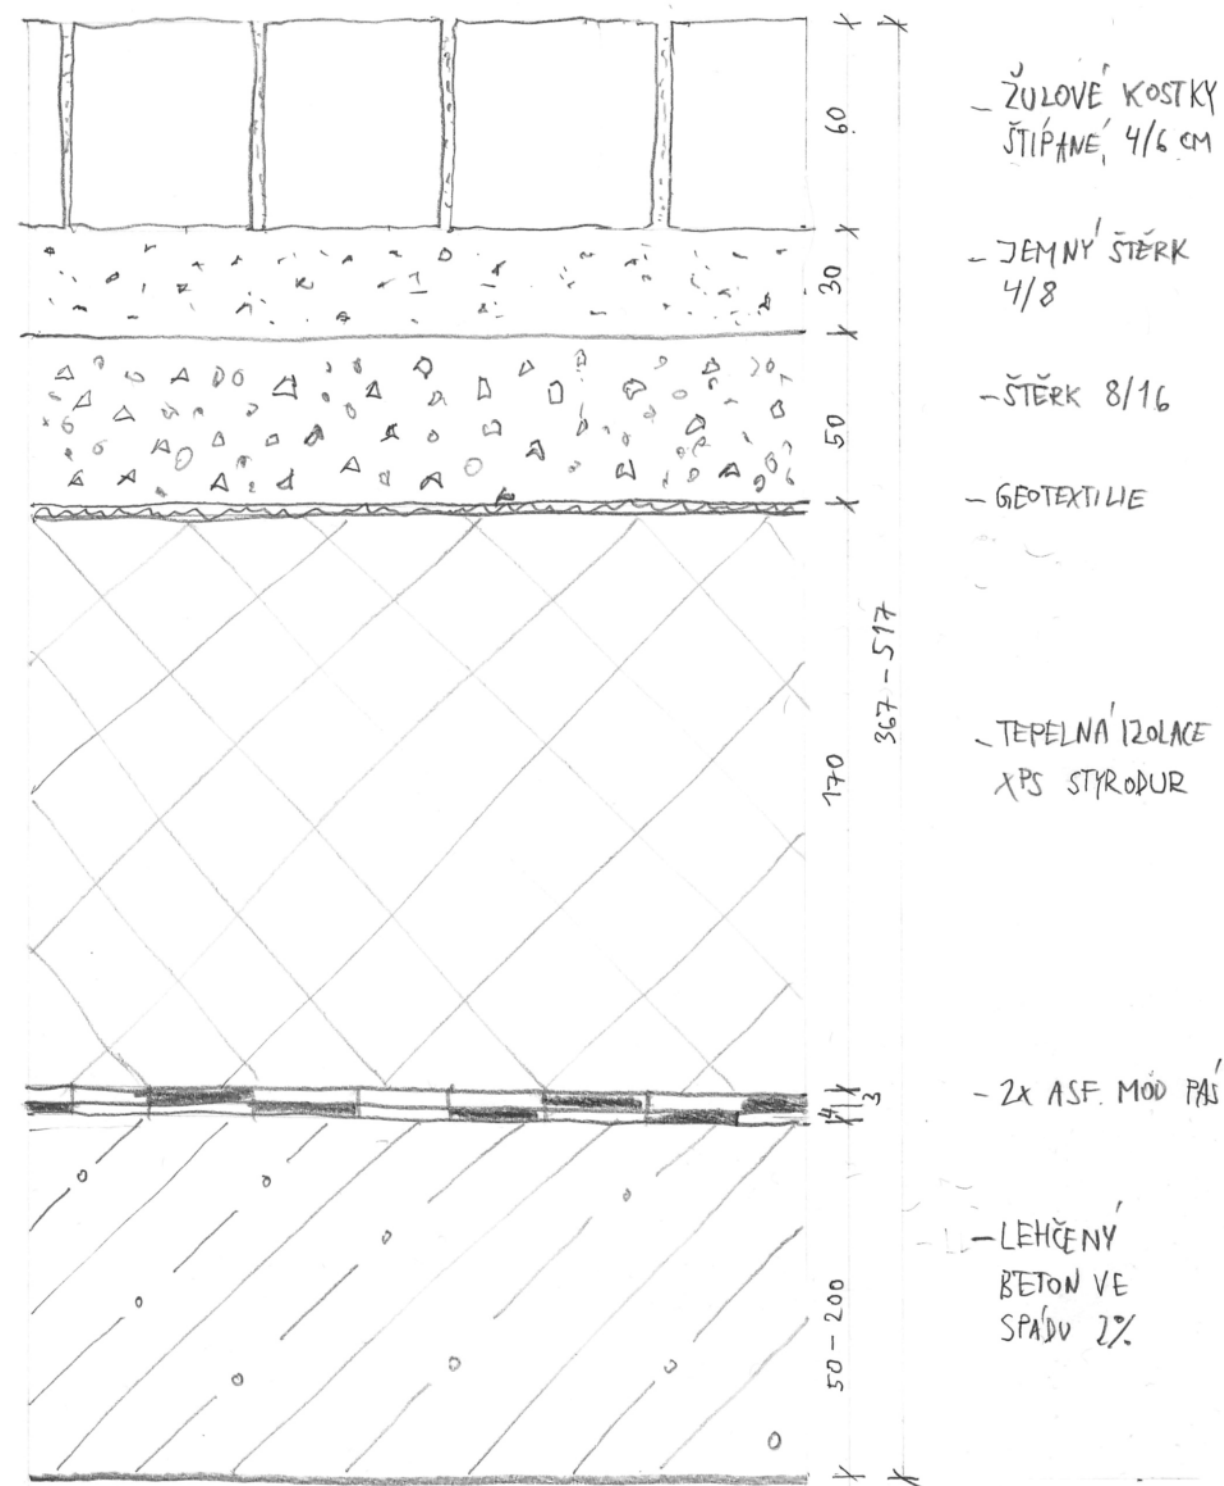 - ŽULOVÉ KOSTKY
ŠTÍPANÉ, 4/6 CM
60
- JEMNÝ ŠTĚRK
4/8
30
- ŠTĚRK 8/16
50
- GEOTEXTILIE
367 - 517
- TEPELNÁ IZOLACE
XPS STYRODUR
170
- 2X ASF. MOD PÁS
3
4
- LEHČENÝ
BETON VE
SPÁDU 2%
50 - 200